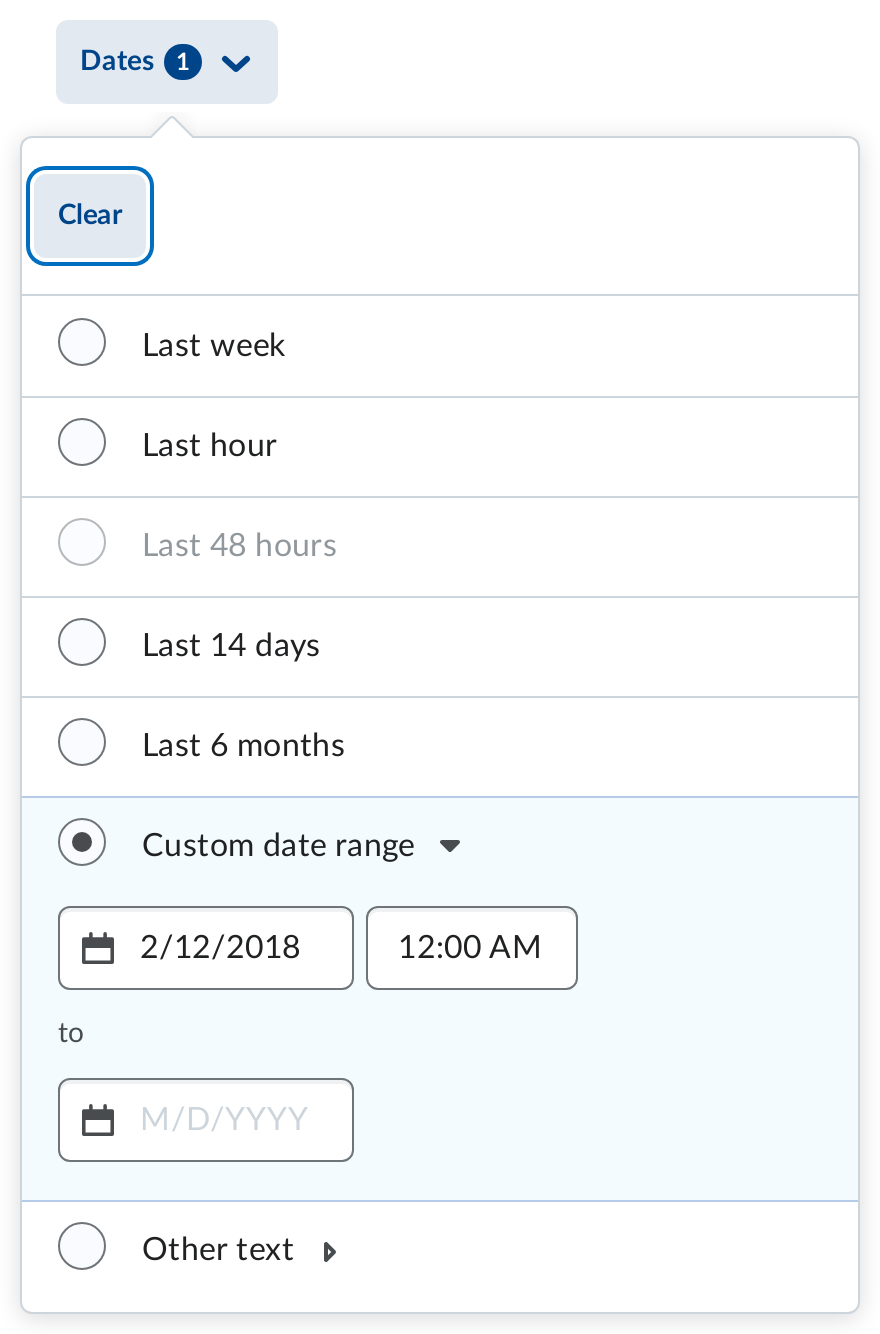 Dates 1
Clear
Last week
Last hour
Last 48 hours
Last 14 days
Last 6 months
Custom date range
2/12/2018 12:00 AM
to
M/D/YYYY
Other text